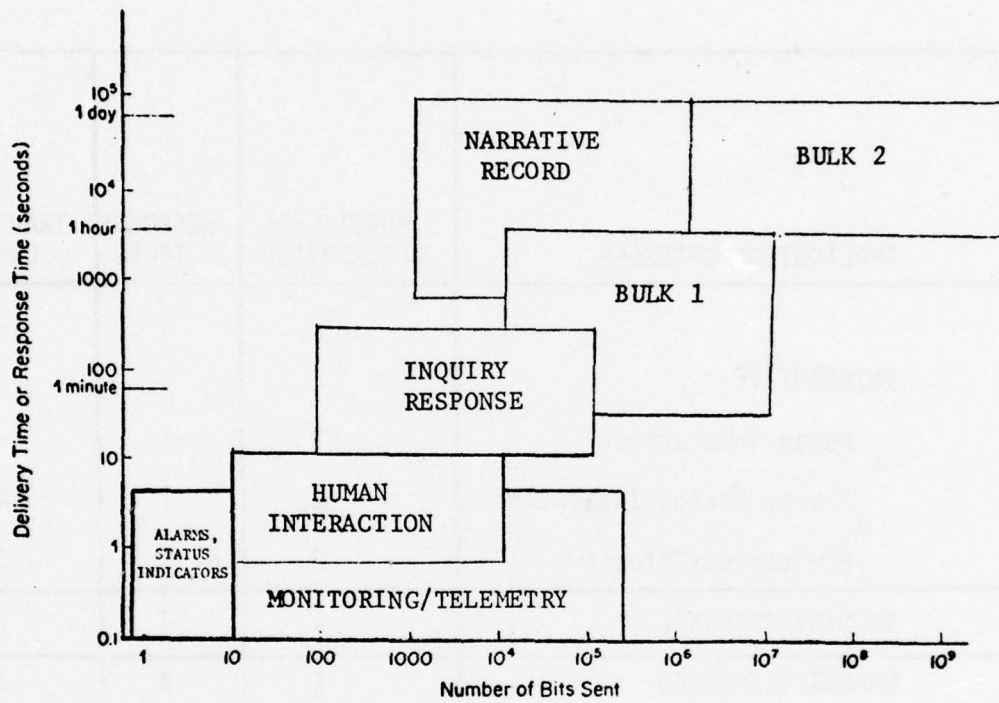 Delivery Time or Response Time (seconds)
10⁵
1 day
10⁴
1 hour
1000
100
1 minute
10
1
0.1
NARRATIVE
RECORD
BULK 2
BULK 1
INQUIRY
RESPONSE
HUMAN
INTERACTION
ALARMS,
STATUS
INDICATORS
MONITORING/TELEMETRY
1 10 100 1000 10⁴ 10⁵ 10⁶ 10⁷ 10⁸ 10⁹
Number of Bits Sent